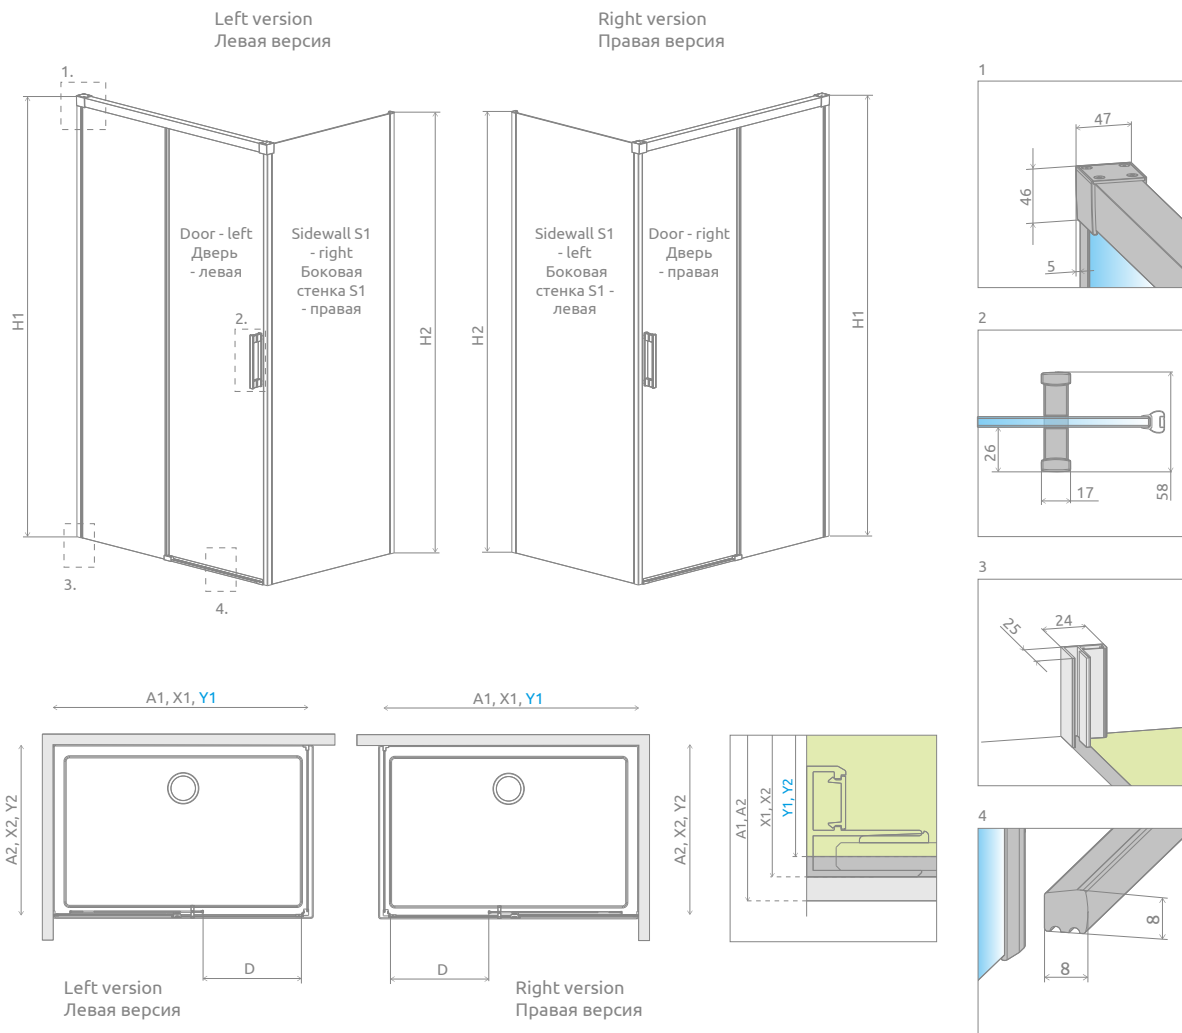 Left version
Левая версия
Right version
Правая версия
1.
H1
Door - left
Дверь
- левая
Sidewall S1
- right
Боковая
стенка S1
- правая
2.
H2
3.
4.
H2
Sidewall S1
- left
Боковая
стенка S1 -
левая
Door - right
Дверь
- правая
H1
1
47
46
5
2
26
17
58
3
25
24
4
8
8
A1, X1, Y1
A2, X2, Y2
D
Left version
Левая версия
A1, X1, Y1
A2, X2, Y2
D
Right version
Правая версия
A1, A2
X1, X2
Y1, Y2